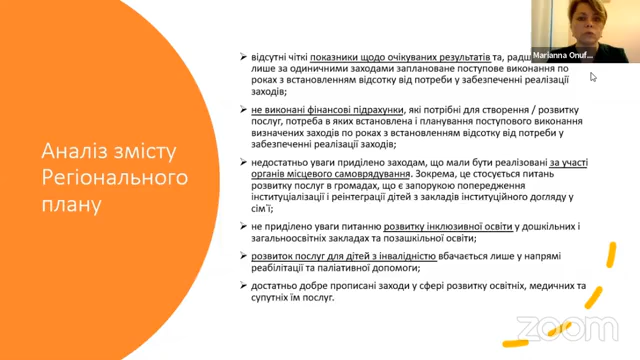 Аналіз змісту
Регіонального
плану
відсутні чіткі показники щодо очікуваних результатів та, радш
лише за одиничними заходами заплановане поступове виконання по
роках з встановленням відсотку від потреби у забезпеченні реалізації
заходів;
не виконані фінансові підрахунки, які потрібні для створення / розвитку
послуг, потреба в яких встановлена і планування поступового виконання
визначених заходів по роках з встановленням відсотку від потреби у
забезпеченні реалізації заходів;
недостатньо уваги приділено заходам, що мали бути реалізовані за участі
органів місцевого самоврядування. Зокрема, це стосується питань
розвитку послуг в громадах, що є запорукою попередження
інституціалізації і реінтеграції дітей з закладів інституційного догляду у
сім´ї;
не приділено уваги питанню розвитку інклюзивної освіти у дошкільних і
загальноосвітніх закладах та позашкільної освіти;
розвиток послуг для дітей з інвалідністю вбачається лише у напрямі
реабілітації та паліативної допомоги;
достатньо добре прописані заходи у сфері розвитку освітніх, медичних та
супутніх їм послуг.
Marianna Onuf...
zoom